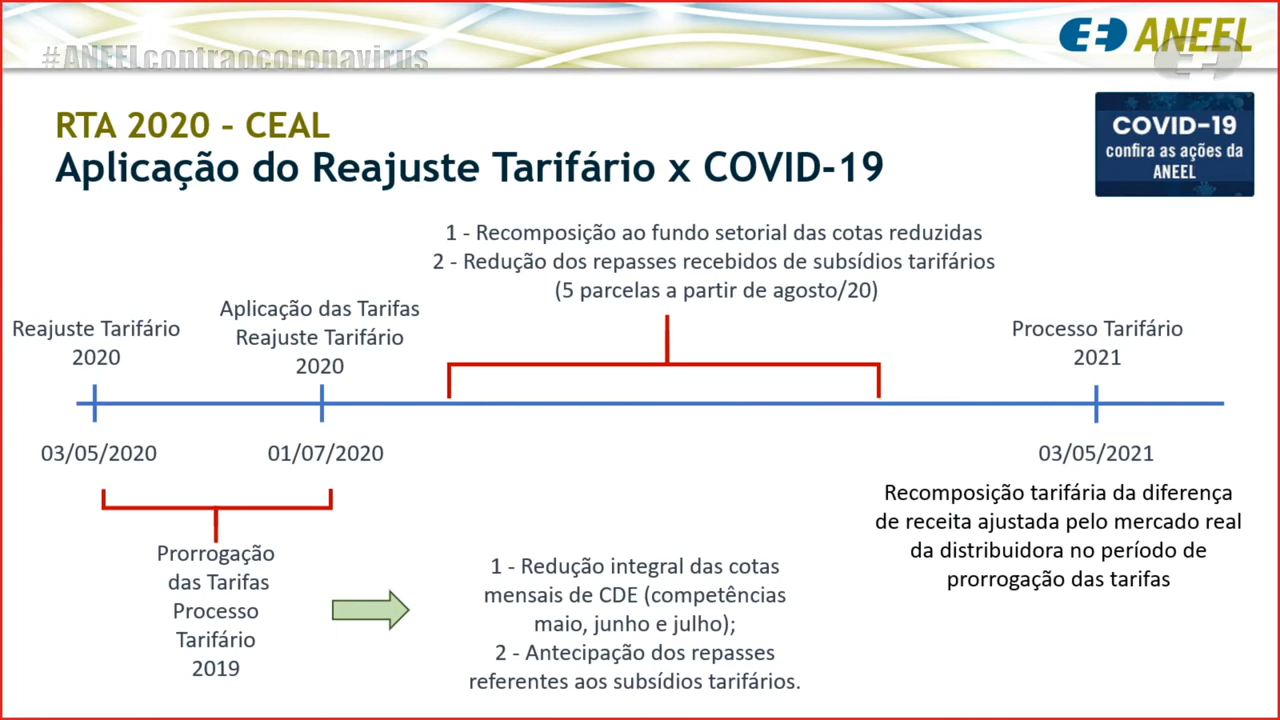 #ANEELcontraocoronavirus
ANEEL
RTA 2020 - CEAL
Aplicação do Reajuste Tarifário x COVID-19
COVID-19
confira as ações da
ANEEL
1 - Recomposição ao fundo setorial das cotas reduzidas
2 - Redução dos repasses recebidos de subsídios tarifários
(5 parcelas a partir de agosto/20)
Reajuste Tarifário
2020
Aplicação das Tarifas
Reajuste Tarifário
2020
Processo Tarifário
2021
03/05/2020
01/07/2020
03/05/2021
Recomposição tarifária da diferença
de receita ajustada pelo mercado real
da distribuidora no período de
prorrogação das tarifas
Prorrogação
das Tarifas
Processo
Tarifário
2019
1 - Redução integral das cotas
mensais de CDE (competências
maio, junho e julho);
2 - Antecipação dos repasses
referentes aos subsídios tarifários.